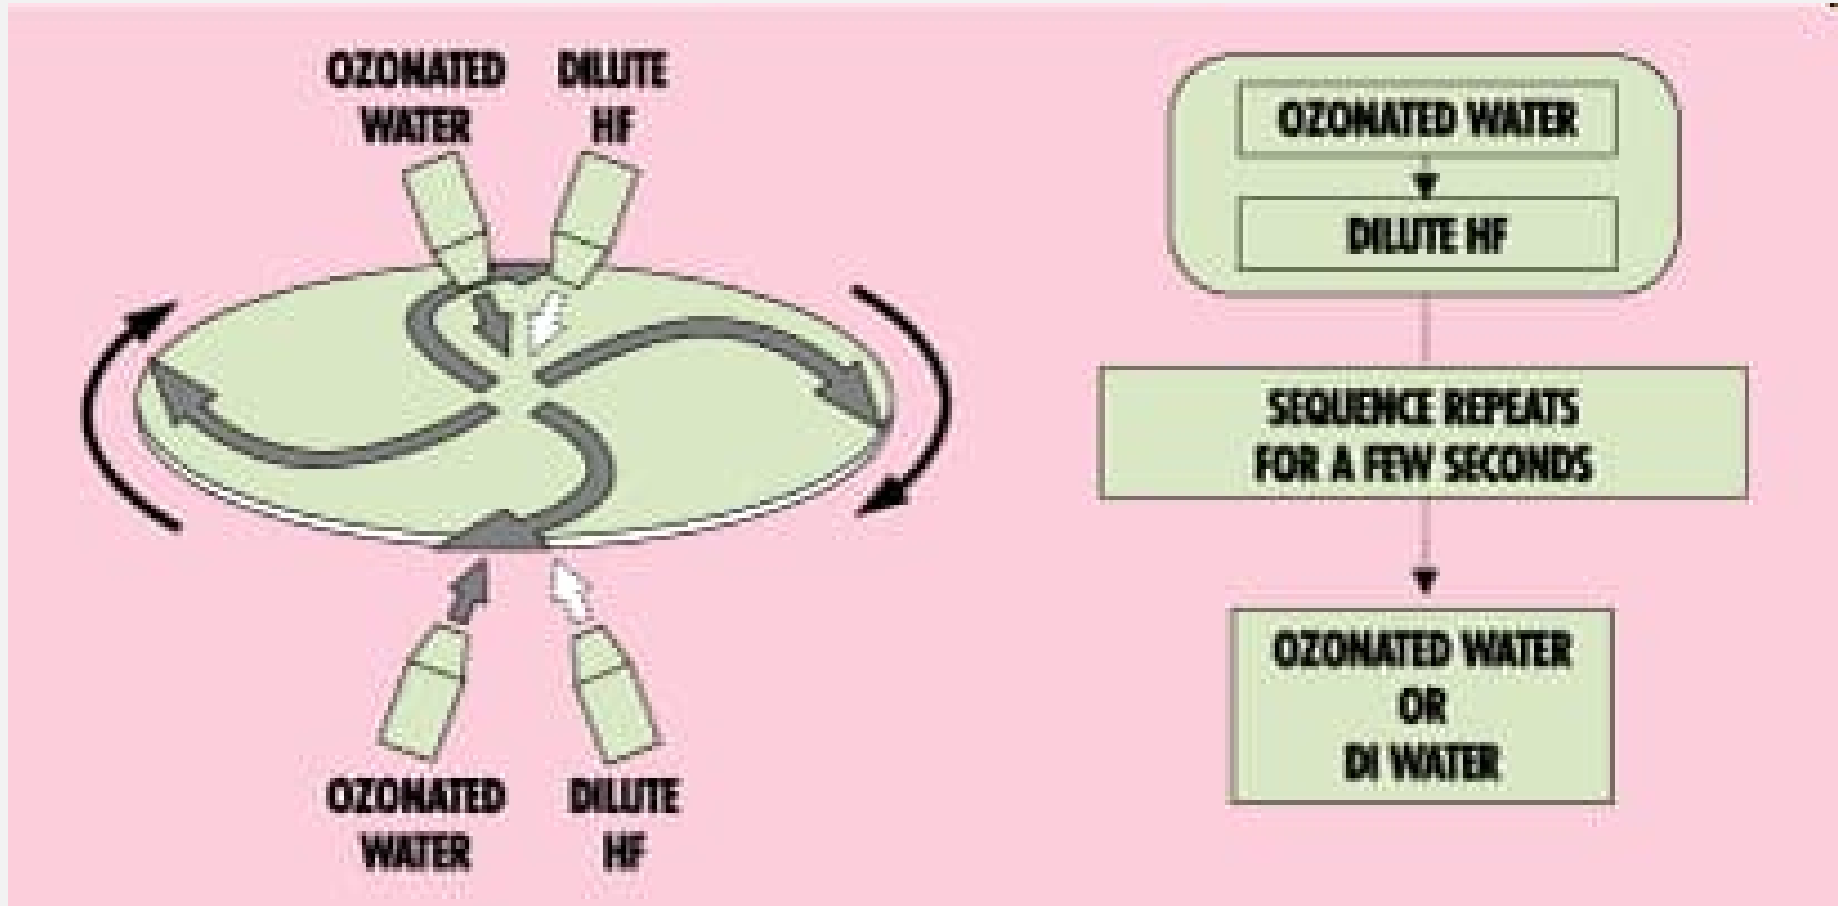 OZONATED
WATER
DILUTE
HF
OZONATED
WATER
DILUTE
HF
OZONATED WATER
DILUTE HF
SEQUENCE REPEATS
FOR A FEW SECONDS
OZONATED WATER
OR
DI WATER